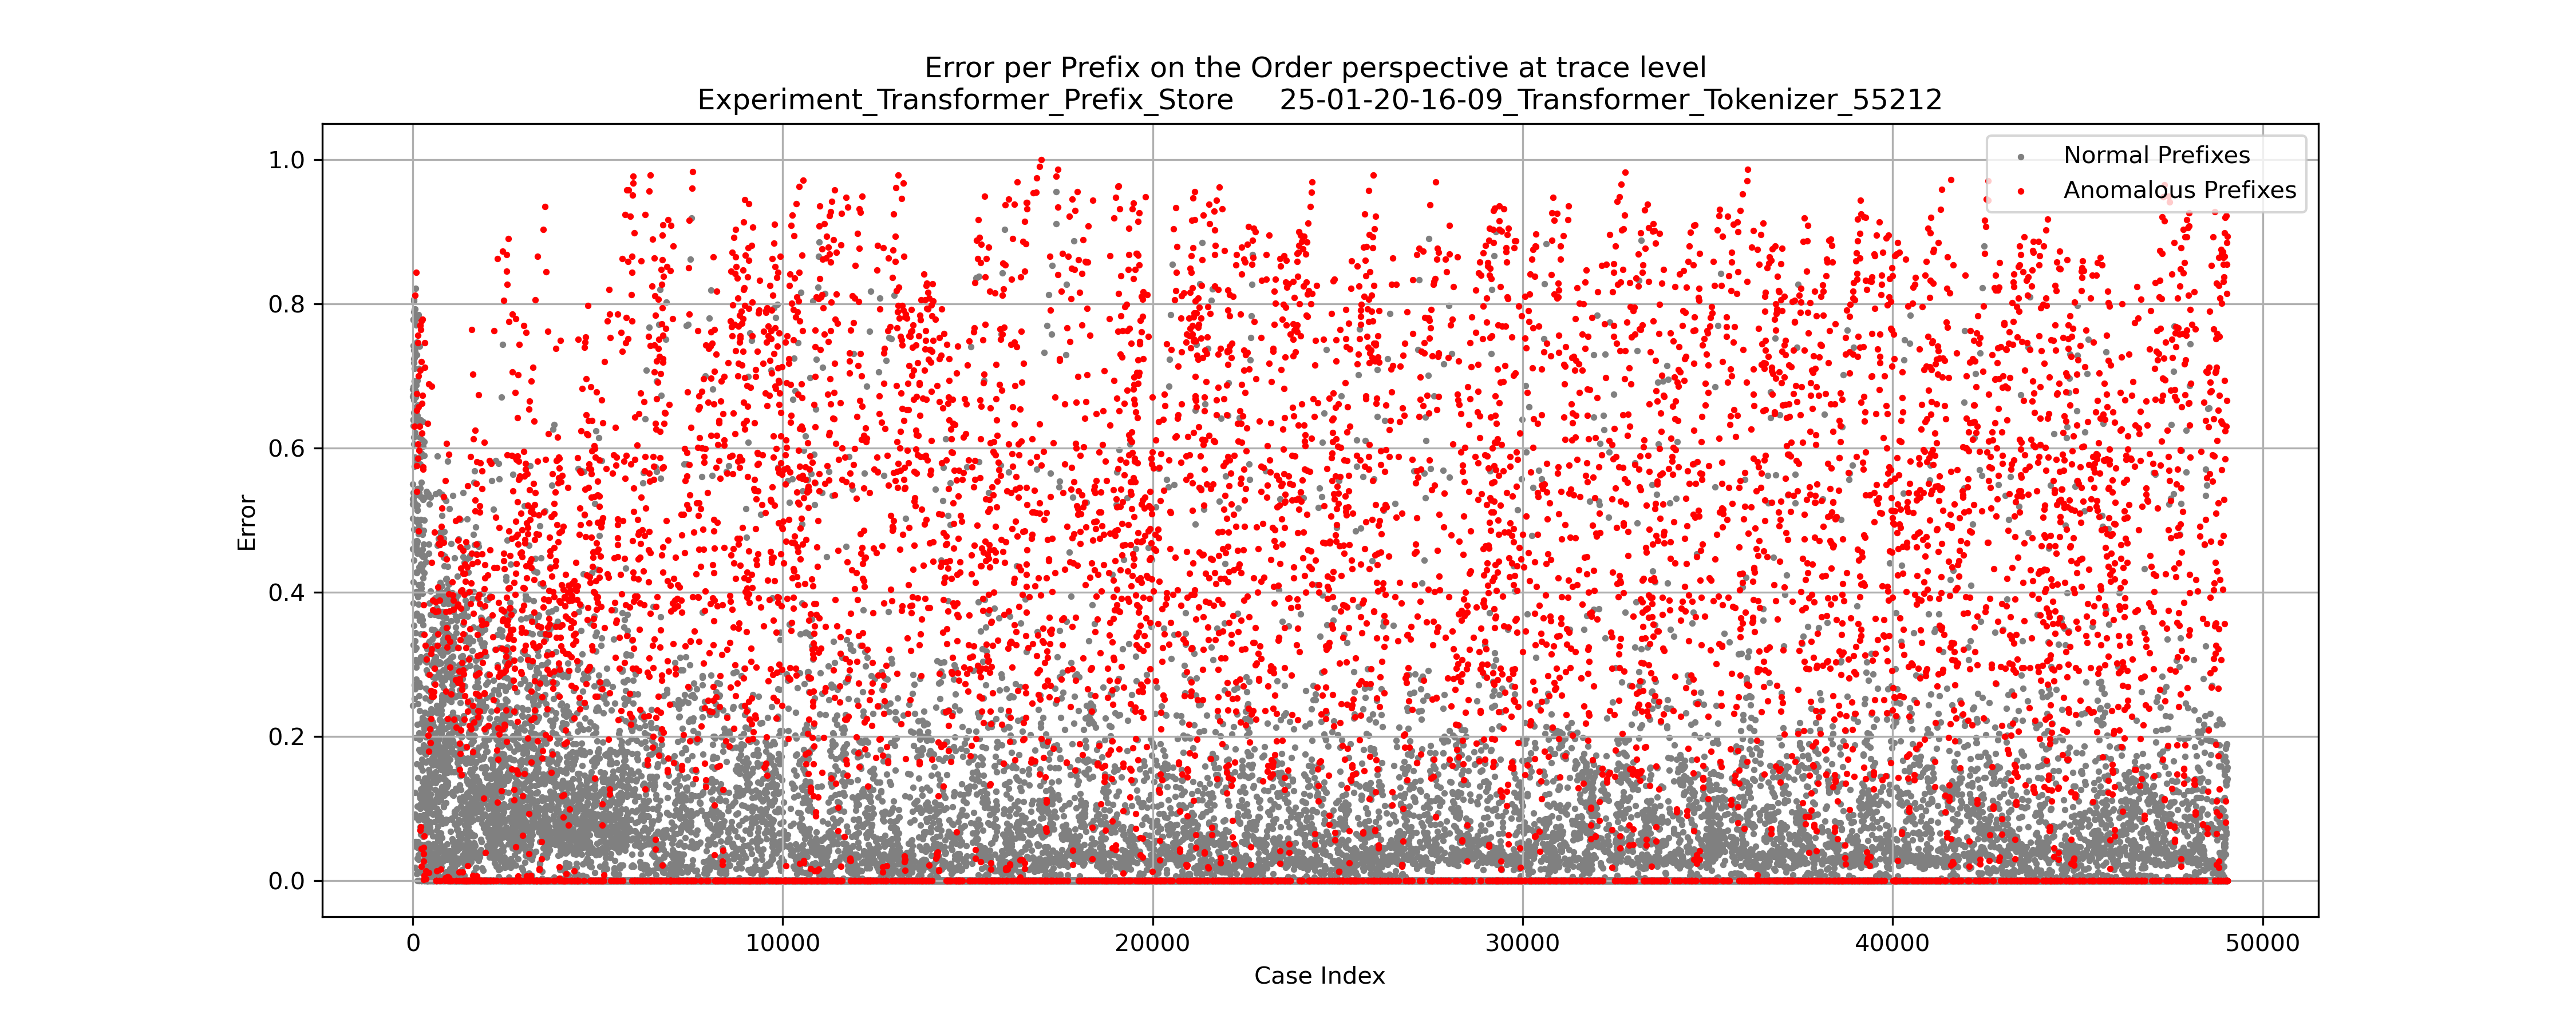 Error per Prefix on the Order perspective at trace level
Experiment_Transformer_Prefix_Store 25-01-20-16-09_Transformer_Tokenizer_55212
Normal Prefixes
Anomalous Prefixes
Error
1.0
0.8
0.6
0.4
0.2
0.0
0 10000 20000 30000 40000 50000
Case Index